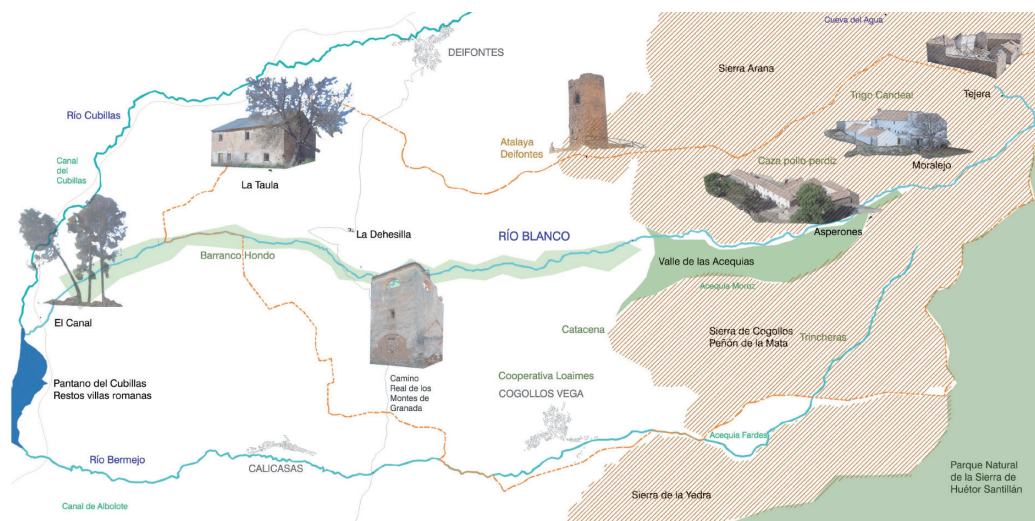 Cueva del Agua
DEIFONTES
Sierra Arana
Tejera
Trigo Candeal
Río Cubillas
Atalaya
Deifontes
Canal
del
Cubillas
Caza pollo-perdiz
Moralejo
La Taula
La Dehesilla
RÍO BLANCO
Asperones
Barranco Hondo
Valle de las Acequias
Acequia Moroz
El Canal
Catacena
Sierra de Cogollos
Peñón de la Mata
Trincheras
Pantano del Cubillas
Restos villas romanas
Camino
Real de los
Montes de
Granada
Cooperativa Loaimes
COGOLLOS VEGA
Acequia Fardes
Río Bermejo
CALICASAS
Parque Natural
de la Sierra de
Huétor Santillán
Sierra de la Yedra
Canal de Albolote